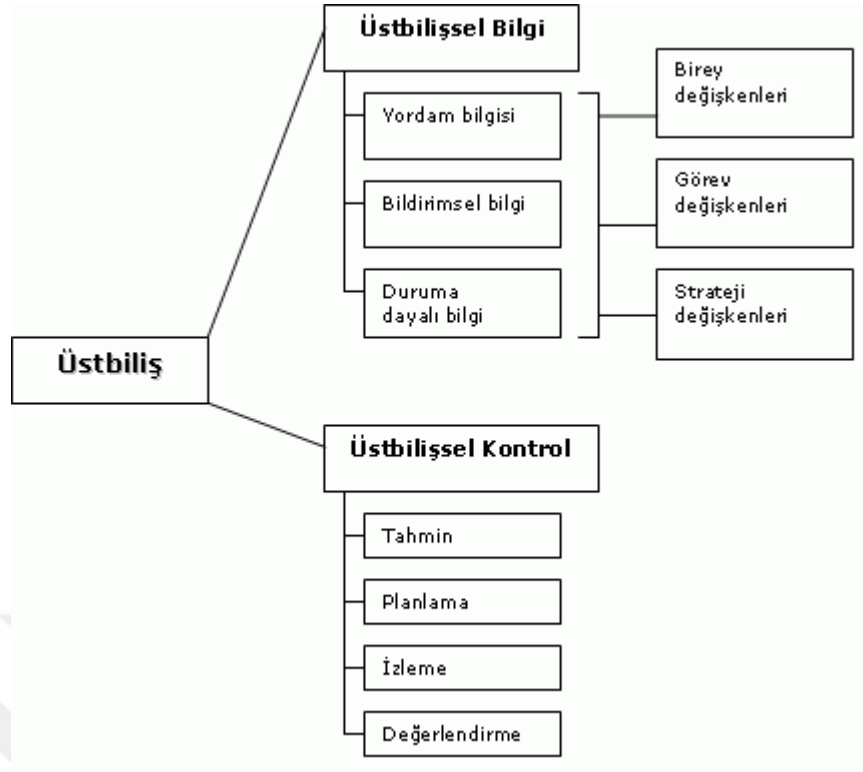 Üstbilişsel Bilgi
Yordam bilgisi
Bildirimsel bilgi
Duruma
dayalı bilgi
Birey
değişkenleri
Görev
değişkenleri
Strateji
değişkenleri
Üstbiliş
Üstbilişsel Kontrol
Tahmin
Planlama
İzleme
Değerlendirme